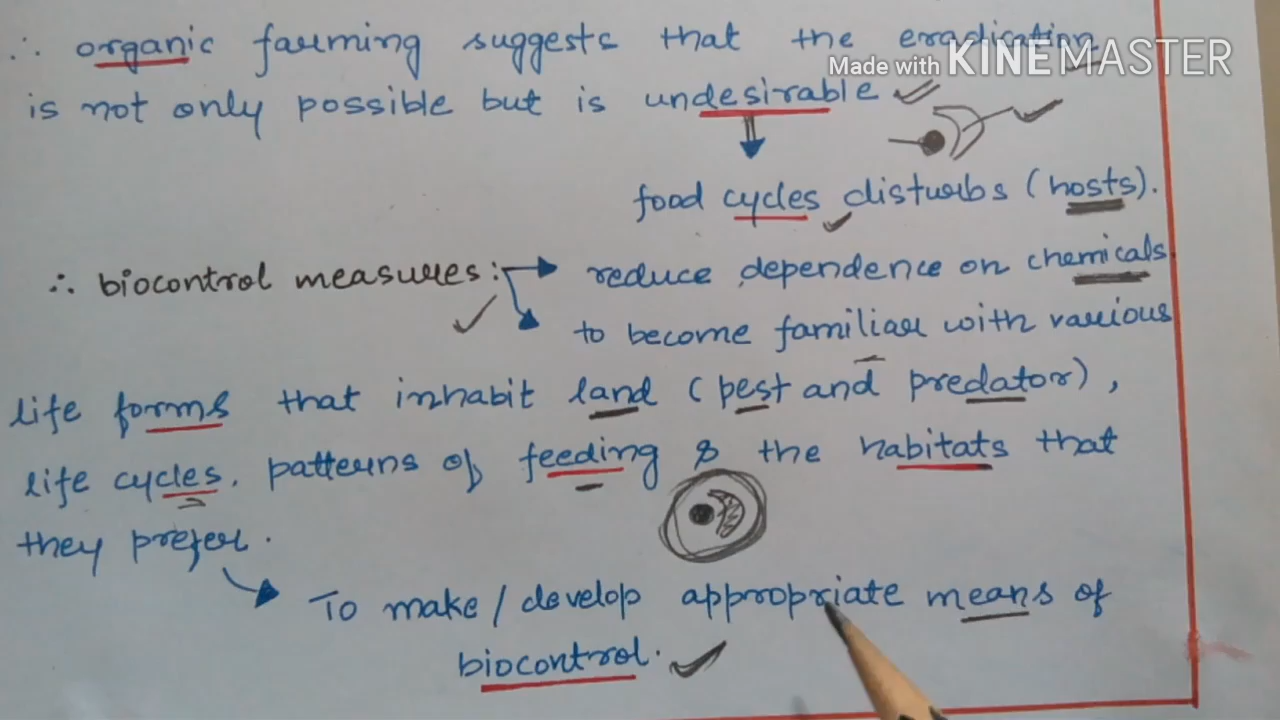 ∴ organic farming suggests that the eradication
Made with KINEMASTER
is not only possible but is undesirable
food cycles disturbs (hosts).
∴ biocontrol measures: reduce dependence on chemicals
to become familiar with various
life forms that inhabit land (pest and predator),
life cycles, patterns of feeding & the habitats that
they prefer.
To make / develop appropriate means of
biocontrol.